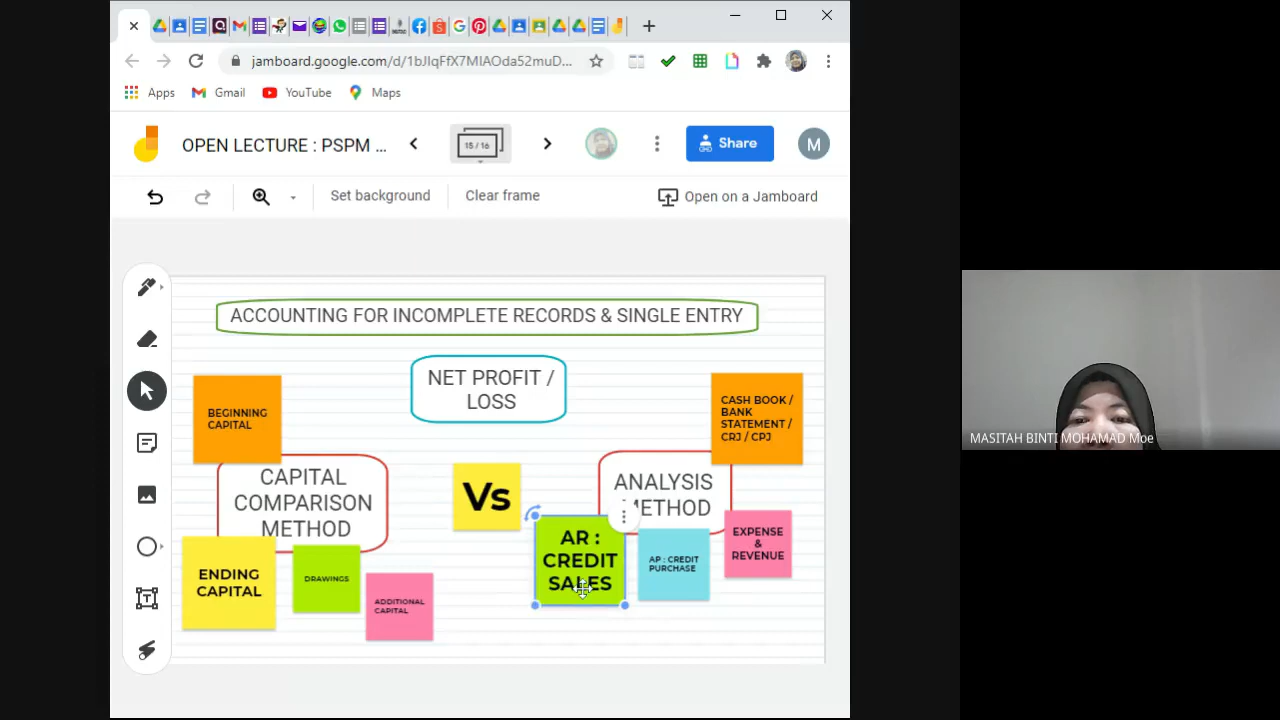 jamboard.google.com/d/1bJlqFfX7MIAOda52muD...
Apps
Gmail
YouTube
Maps
OPEN LECTURE : PSPM ...
15 / 16
Share
M
Set background
Clear frame
Open on a Jamboard
ACCOUNTING FOR INCOMPLETE RECORDS & SINGLE ENTRY
NET PROFIT /
LOSS
BEGINNING
CAPITAL
CASH BOOK /
BANK
STATEMENT /
CRJ / CPJ
CAPITAL
COMPARISON
METHOD
Vs
ANALYSIS
METHOD
ENDING
CAPITAL
DRAWINGS
ADDITIONAL
CAPITAL
AR :
CREDIT
SALES
AP : CREDIT
PURCHASE
EXPENSE
&
REVENUE
MASITAH BINTI MOHAMAD Moe